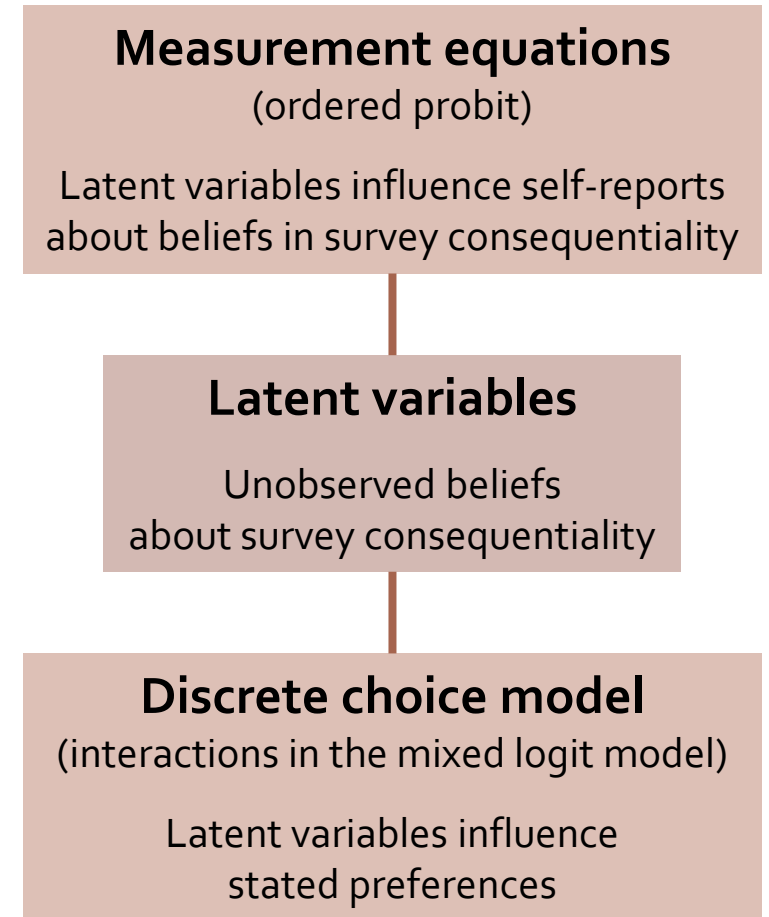 Measurement equations
(ordered probit)
Latent variables influence self-reports
about beliefs in survey consequentiality
Latent variables
Unobserved beliefs
about survey consequentiality
Discrete choice model
(interactions in the mixed logit model)
Latent variables influence
stated preferences